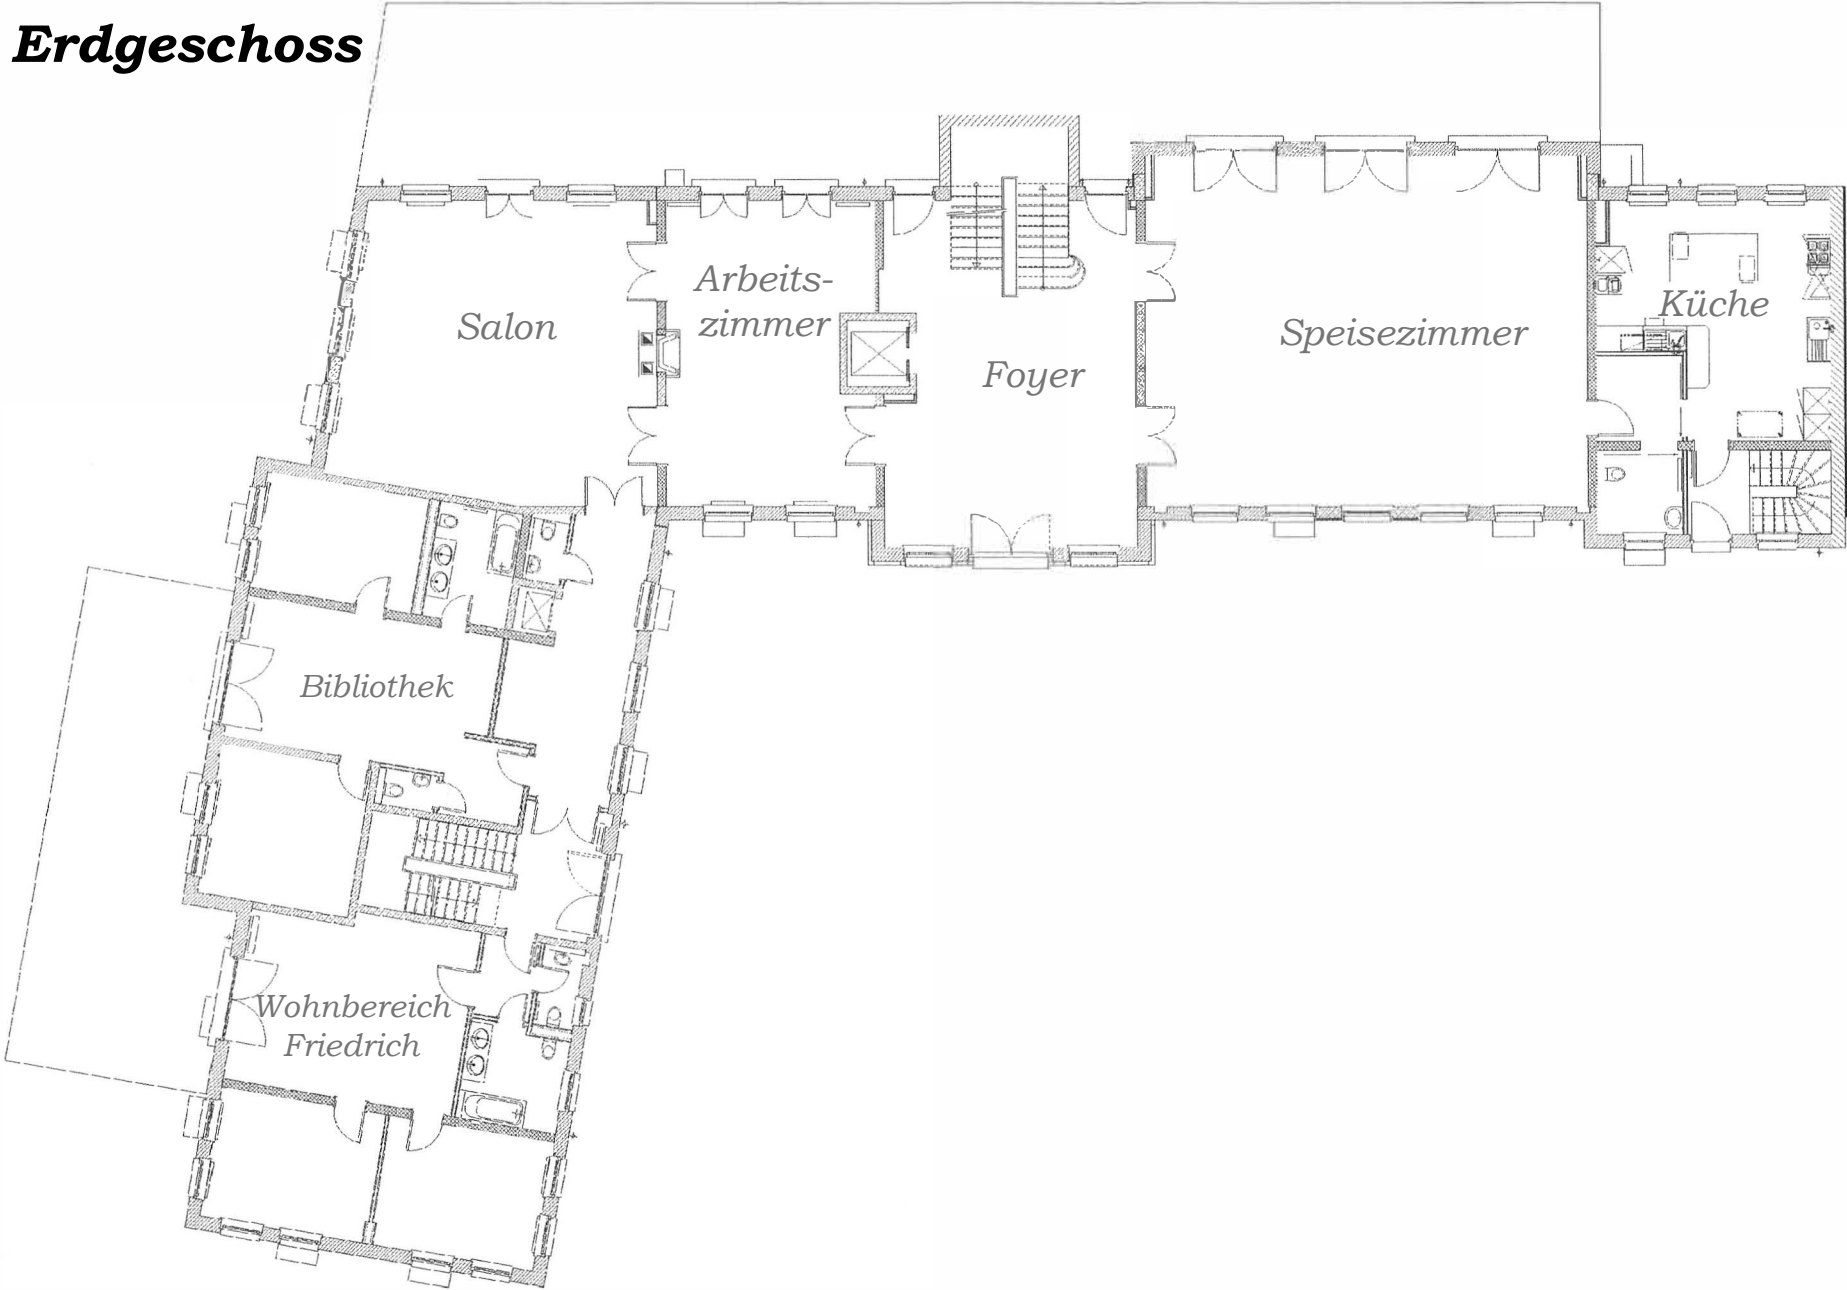 Erdgeschoss
Arbeits-
zimmer
Salon
Küche
Speisezimmer
Foyer
Bibliothek
Wohnbereich
Friedrich